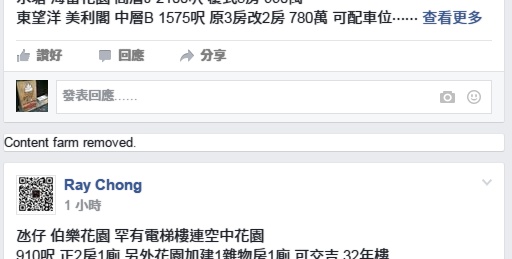 東望洋 美利閣 中層B 1575呎 原3房改2房 780萬 可配車位⋯⋯ 查看更多
讚好 回應 分享
發表回應......
Content farm removed.
Ray Chong
1 小時
氹仔 伯樂花園 罕有電梯樓連空中花園
910呎 正2房1廁 另外花園加建1雜物房1廁 可交吉 32年樓